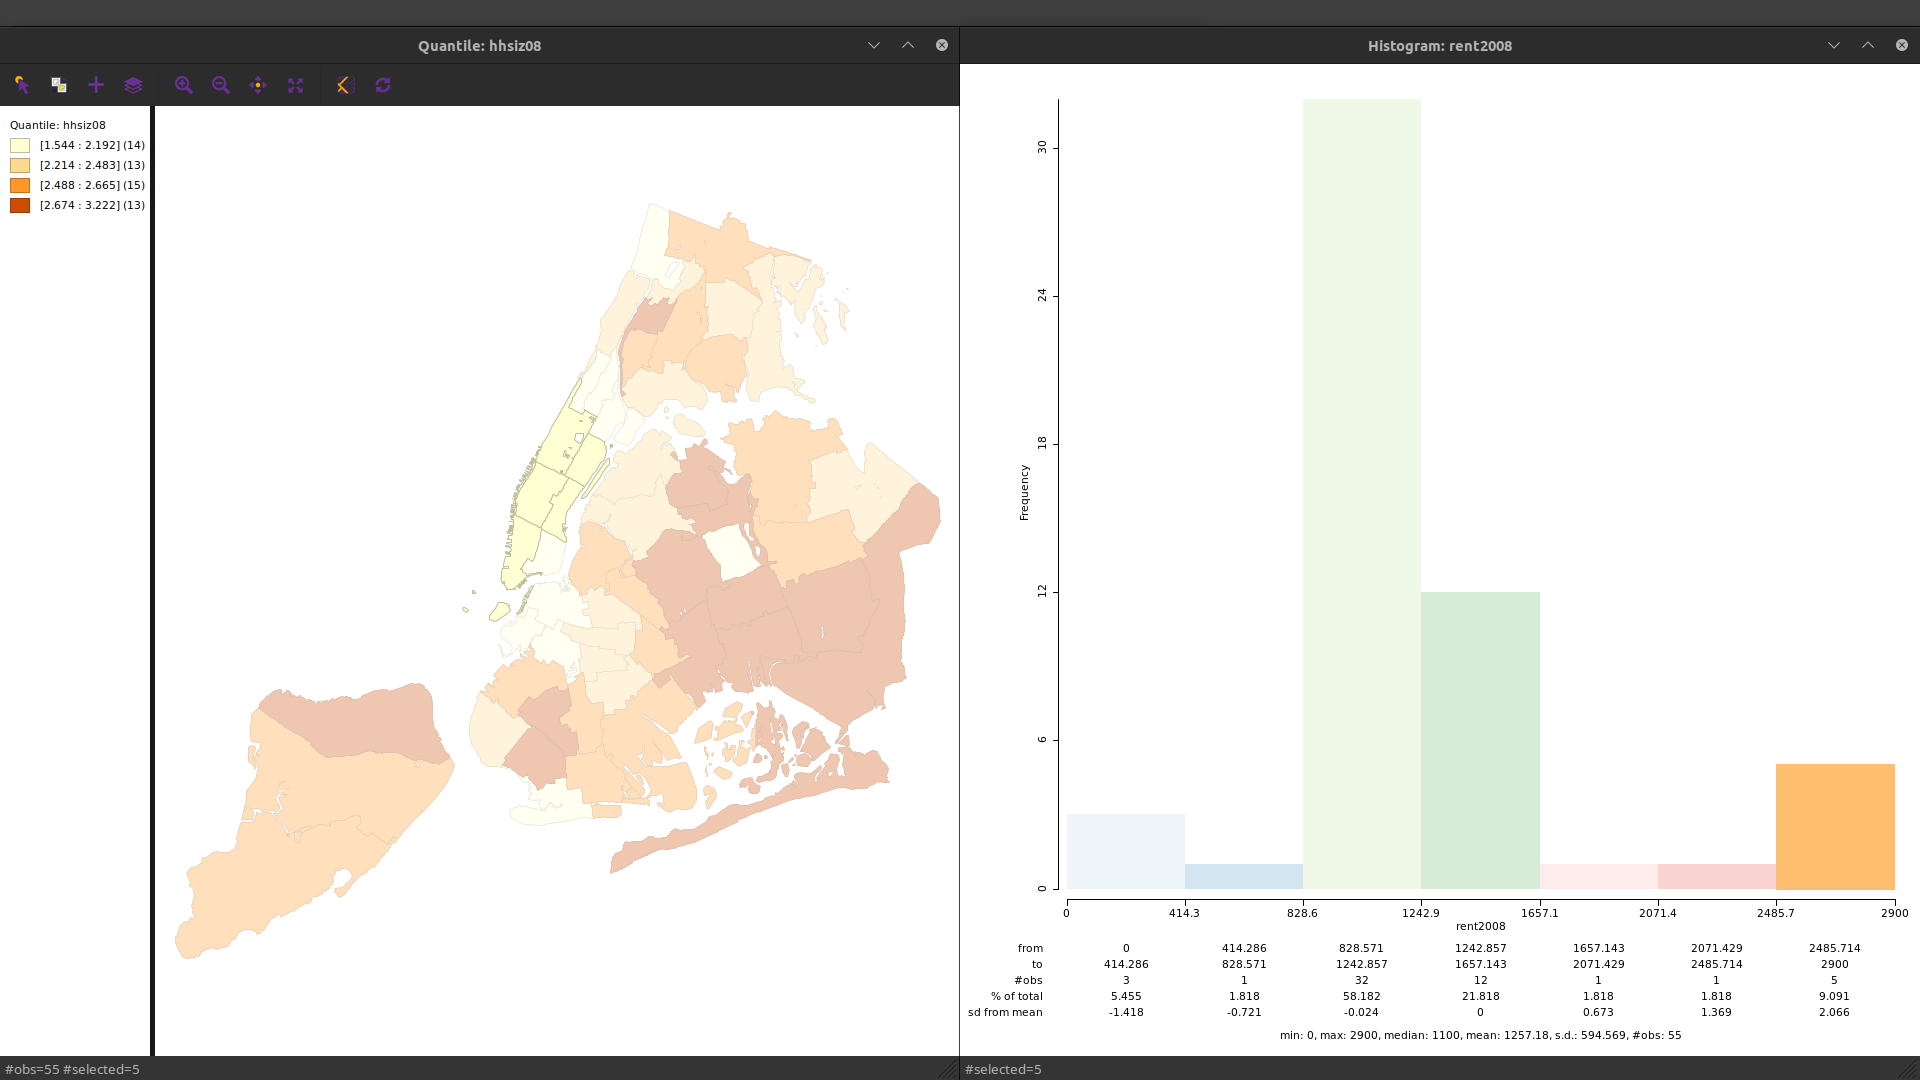 Quantile: hhsiz08
Histogram: rent2008
Quantile: hhsiz08
[1.544 : 2.192] (14)
[2.214 : 2.483] (13)
[2.488 : 2.665] (15)
[2.674 : 3.222] (13)
30
24
18
12
6
0
Frequency
0 414.3 828.6 1242.9 1657.1 2071.4 2485.7 2900
rent2008
from 0 414.286 828.571 1242.857 1657.143 2071.429 2485.714
to 414.286 828.571 1242.857 1657.143 2071.429 2485.714 2900
#obs 3 1 32 12 1 1 5
% of total 5.455 1.818 58.182 21.818 1.818 1.818 9.091
sd from mean -1.418 -0.721 -0.024 0 0.673 1.369 2.066
min: 0, max: 2900, median: 1100, mean: 1257.18, s.d.: 594.569, #obs: 55
#obs=55 #selected=5
#selected=5